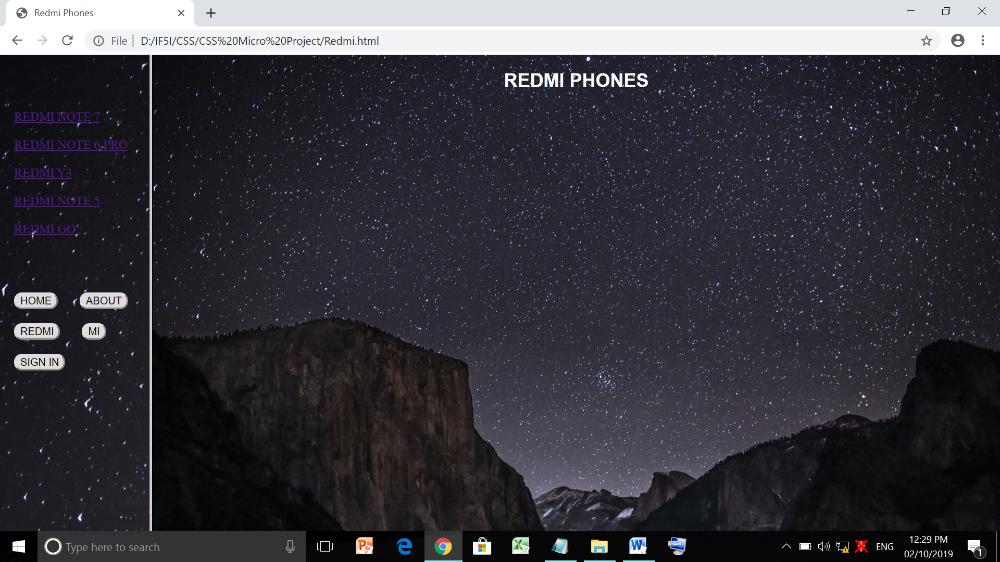 Redmi Phones
File
D:/IF5I/CSS/CSS%20Micro%20Project/Redmi.html
REDMI PHONES
REDMI NOTE 7
REDMI NOTE 6 PRO
REDMI Y3
REDMI NOTE 5
REDMI GO
HOME ABOUT
REDMI MI
SIGN IN
Type here to search
ENG
12:29 PM
02/10/2019
1